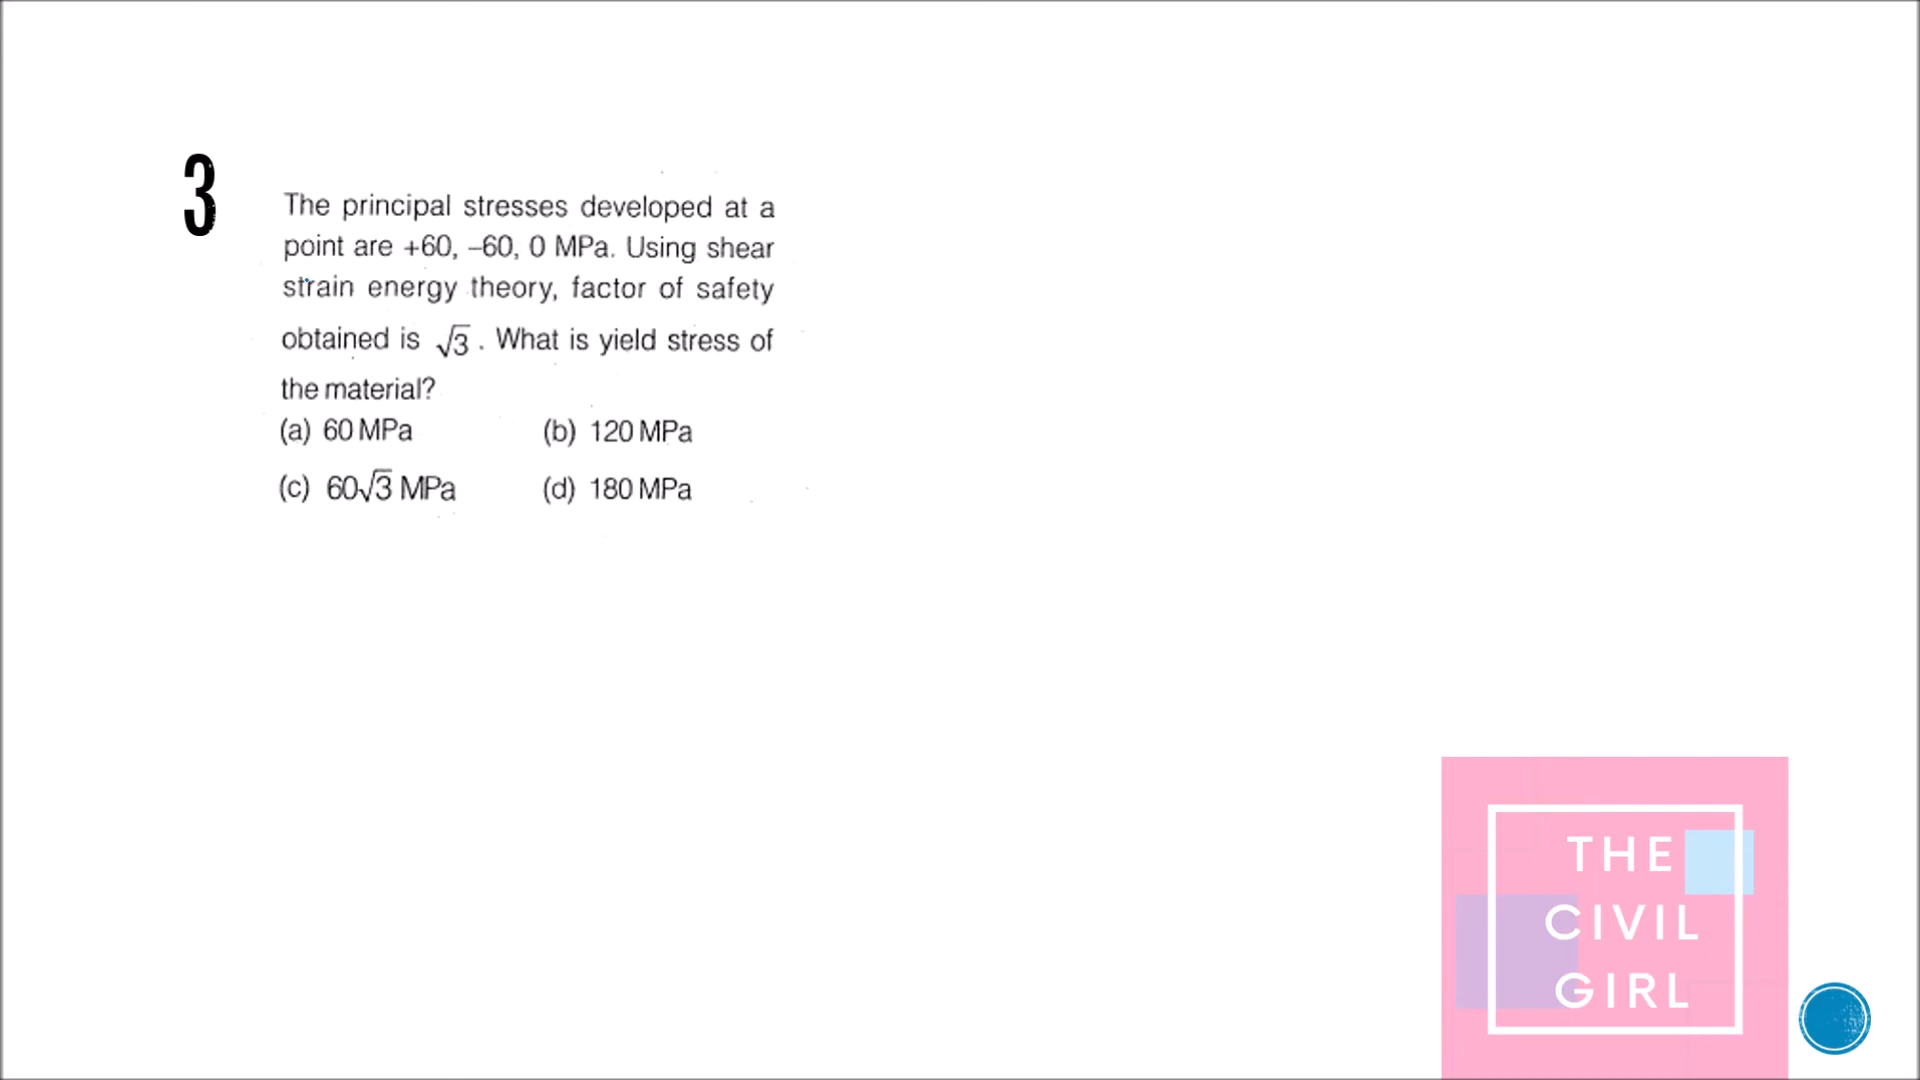 3
The principal stresses developed at a
point are +60, –60, 0 MPa. Using shear
strain energy theory, factor of safety
obtained is √3. What is yield stress of
the material?
(a) 60 MPa (b) 120 MPa
(c) 60√3 MPa (d) 180 MPa
THE
CIVIL
GIRL